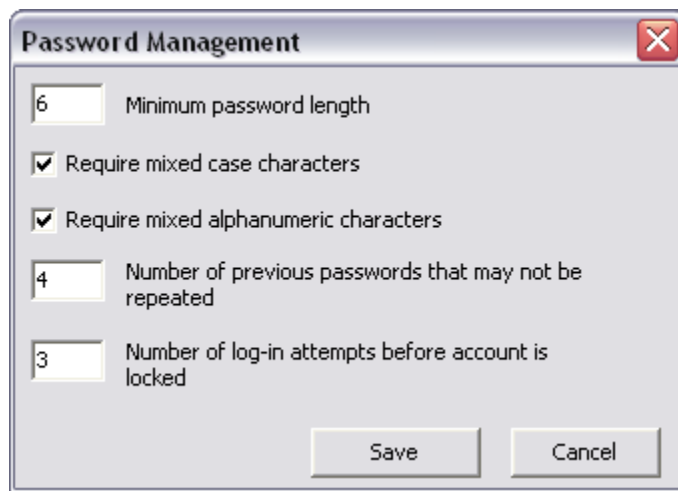 Password Management
6 Minimum password length
Require mixed case characters
Require mixed alphanumeric characters
4 Number of previous passwords that may not be
repeated
3 Number of log-in attempts before account is
locked
Save Cancel